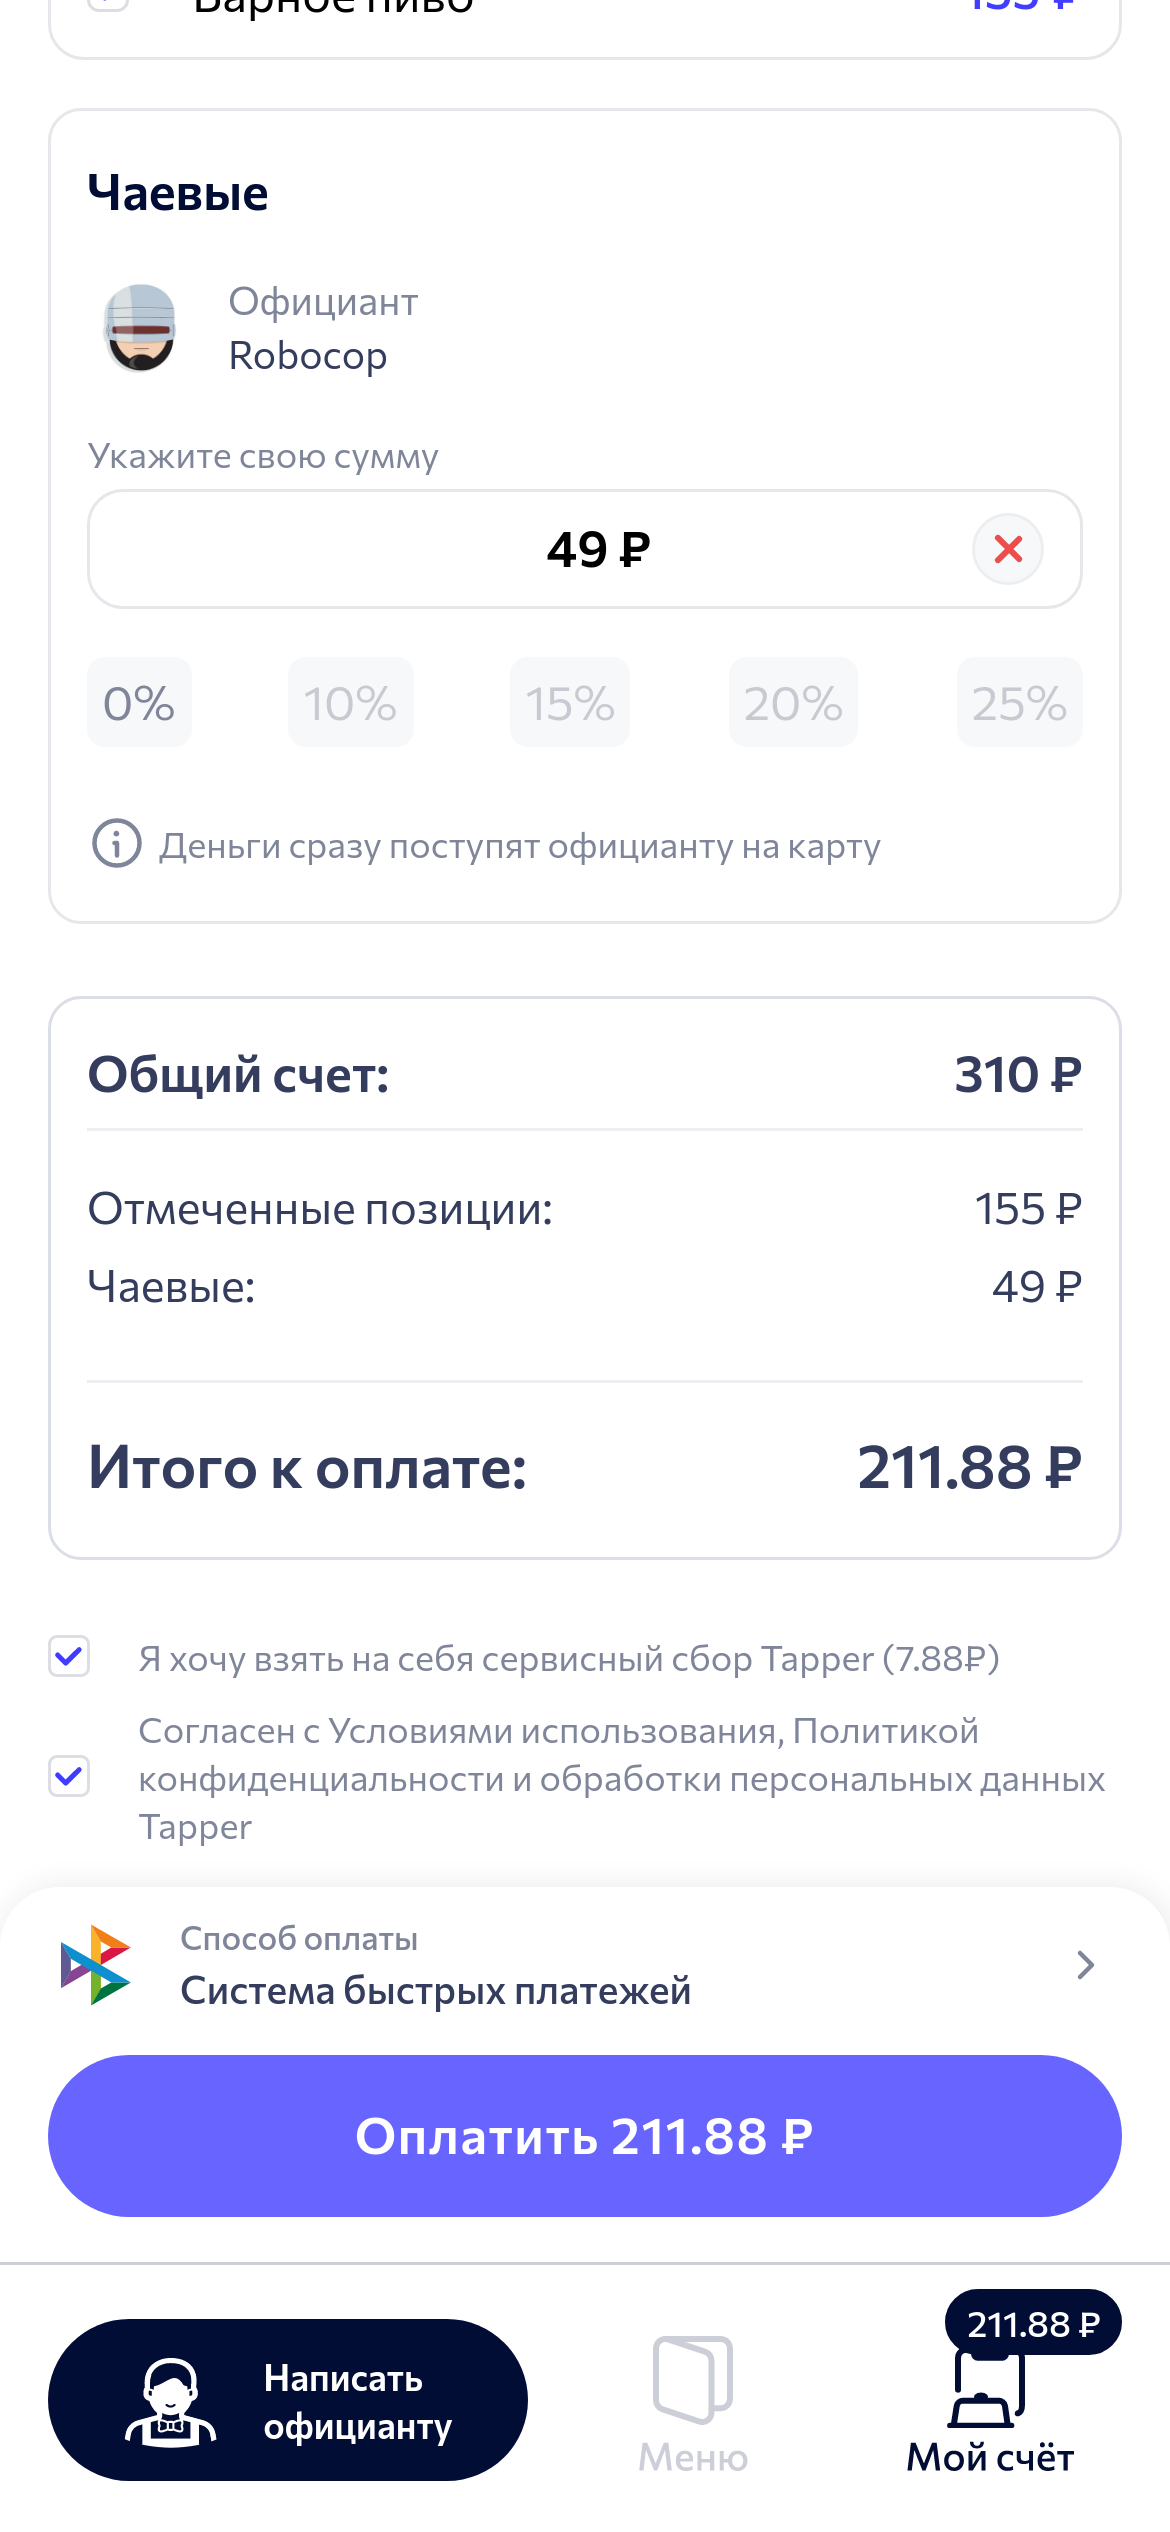 Варное пиво
155 ₽
Чаевые
Официант
Robocop
Укажите свою сумму
49 ₽
0% 10% 15% 20% 25%
Деньги сразу поступят официанту на карту
Общий счет: 310 ₽
Отмеченные позиции: 155 ₽
Чаевые: 49 ₽
Итого к оплате: 211.88 ₽
Я хочу взять на себя сервисный сбор Tapper (7.88₽)
Согласен с Условиями использования, Политикой
конфиденциальности и обработки персональных данных
Tapper
Способ оплаты
Система быстрых платежей
Оплатить 211.88 ₽
Написать
официанту
Меню
211.88 ₽
Мой счёт